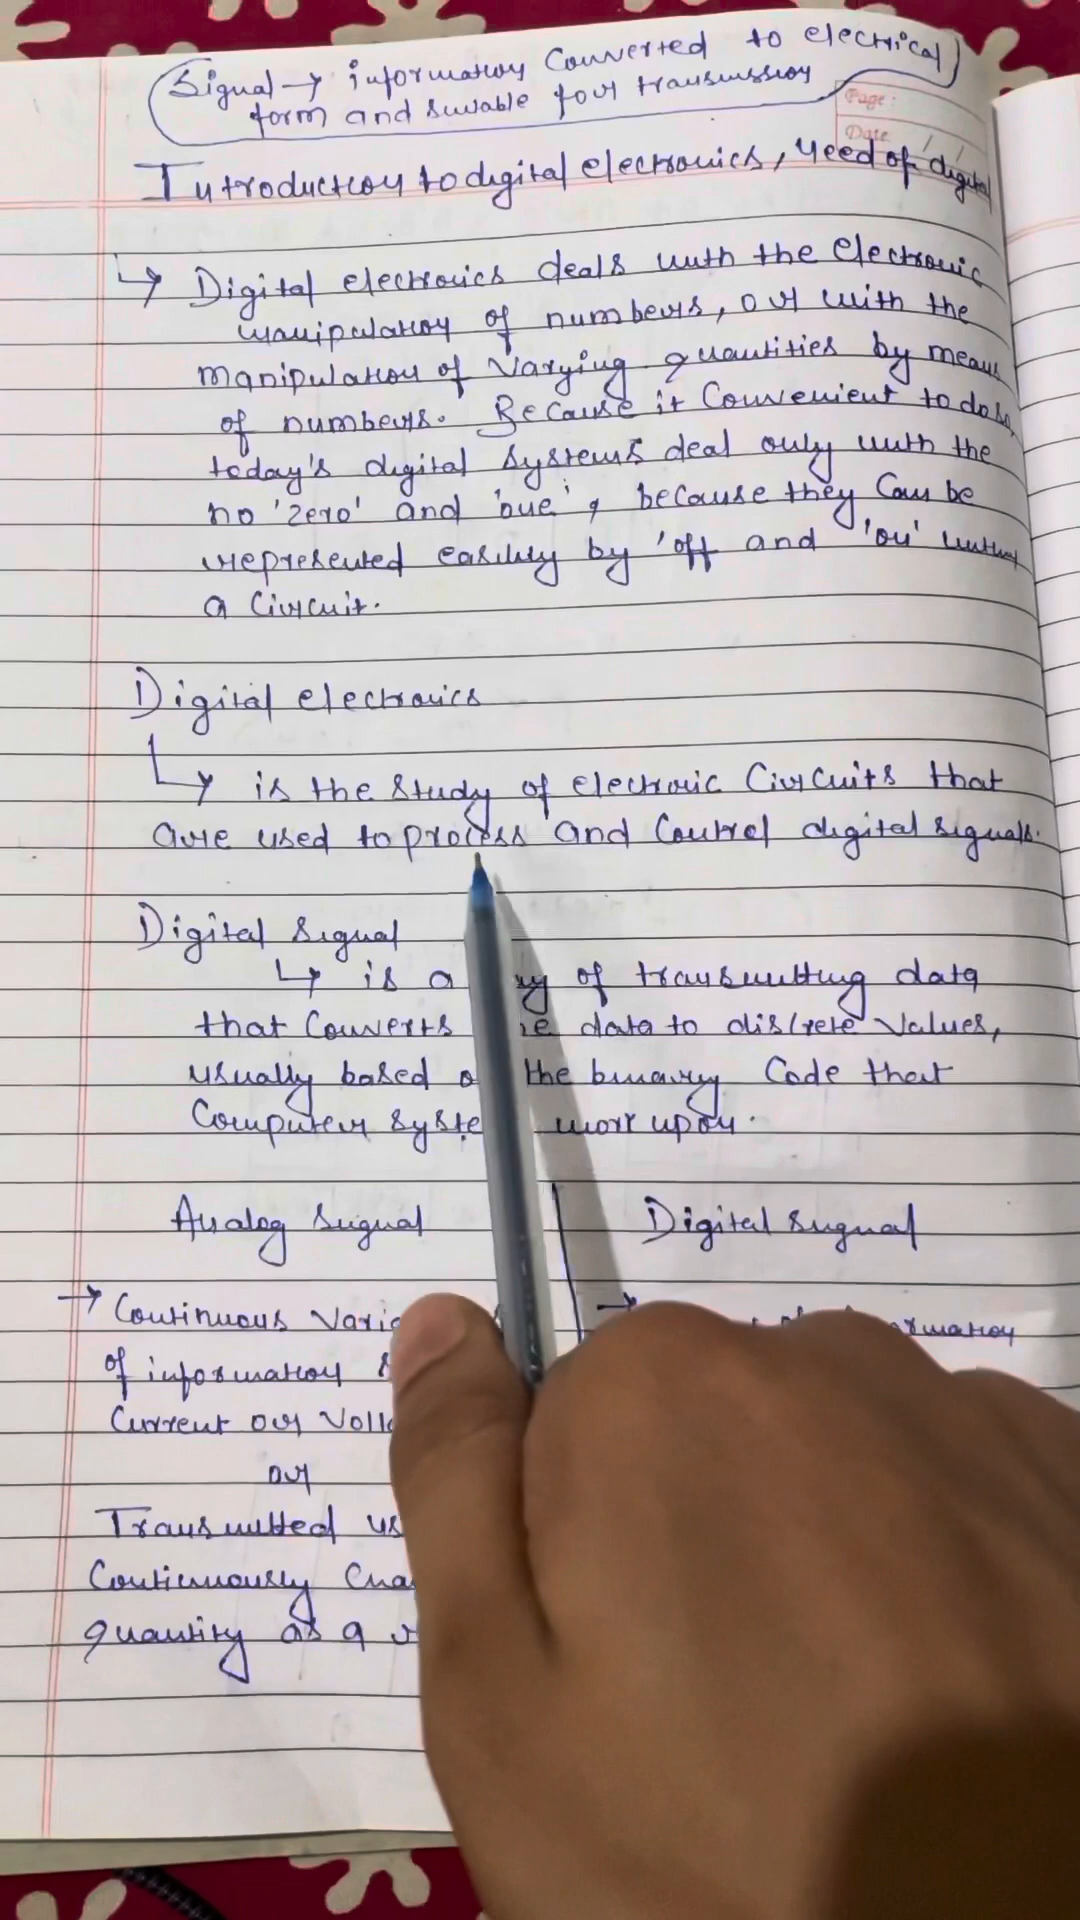 Signal → information Converted to electrical
form and suitable for transmission
Page:
Date / /
Introduction to digital electronics, need of digital
↳ Digital electronics deals with the electronic
manipulation of numbers, or with the
manipulation of varying quantities by means
of numbers. Because it Convenient to do so,
today's digital systems deal only with the
no 'zero' and 'one', because they Can be
represented easily by 'off and 'on' within
a Circuit.
Digital electronics
↳ is the study of electronic Circuits that
are used to process and Control digital signals.
Digital signal
↳ is a of transmitting data
that Converts data to discrete values,
usually based the binary Code that
Computer work upon.
Analog signal
Digital signal
→ Continuous
→
of information
Current or
or
Transmitted
Continuously
quantity as a